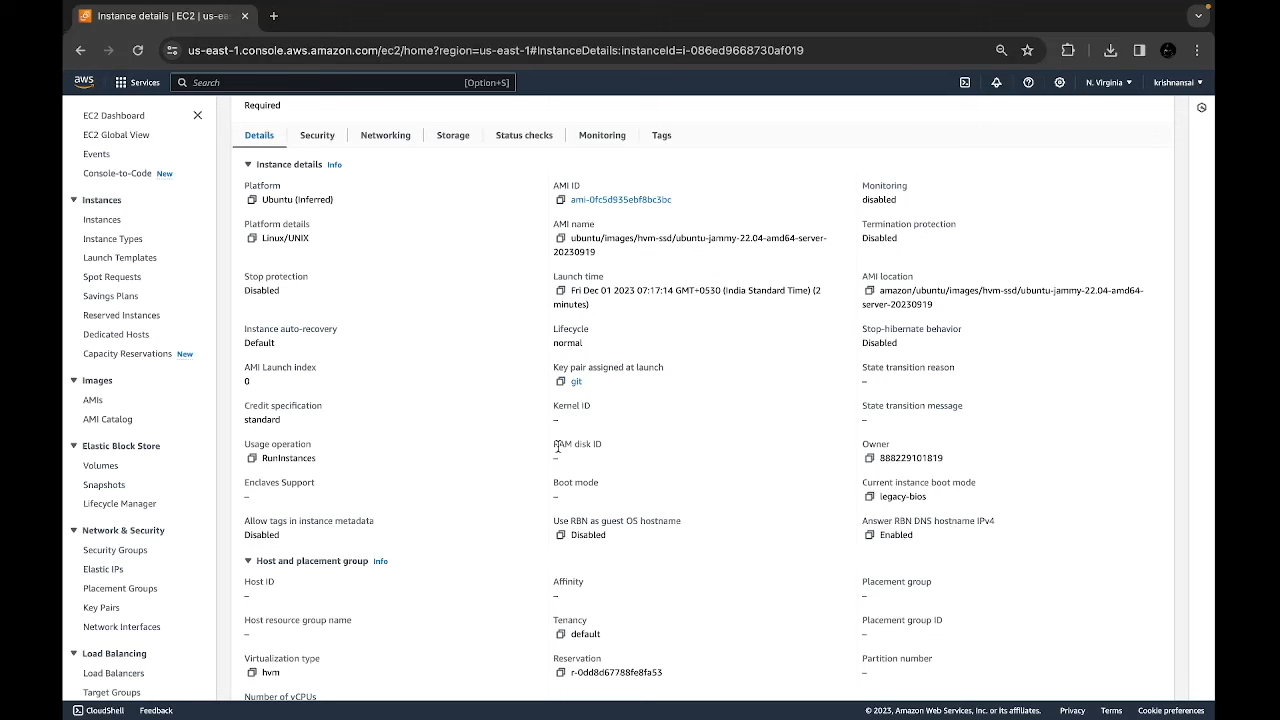 Instance details | EC2 | us-eas
us-east-1.console.aws.amazon.com/ec2/home?region=us-east-1#InstanceDetails:instanceId=i-086ed9668730af019
aws
Services
Search
[Option+S]
N. Virginia
krishnansai
EC2 Dashboard
EC2 Global View
Events
Console-to-Code New
Instances
Instances
Instance Types
Launch Templates
Spot Requests
Savings Plans
Reserved Instances
Dedicated Hosts
Capacity Reservations New
Images
AMIs
AMI Catalog
Elastic Block Store
Volumes
Snapshots
Lifecycle Manager
Network & Security
Security Groups
Elastic IPs
Placement Groups
Key Pairs
Network Interfaces
Load Balancing
Load Balancers
Target Groups
Required
Details Security Networking Storage Status checks Monitoring Tags
Instance details Info
Platform
Ubuntu (Inferred)
AMI ID
ami-0fc5d935ebf8bc3bc
Monitoring
disabled
Platform details
Linux/UNIX
AMI name
ubuntu/images/hvm-ssd/ubuntu-jammy-22.04-amd64-server-
20230919
Termination protection
Disabled
Stop protection
Disabled
Launch time
Fri Dec 01 2023 07:17:14 GMT+0530 (India Standard Time) (2
minutes)
AMI location
amazon/ubuntu/images/hvm-ssd/ubuntu-jammy-22.04-amd64-
server-20230919
Instance auto-recovery
Default
Lifecycle
normal
Stop-hibernate behavior
Disabled
AMI Launch index
0
Key pair assigned at launch
git
State transition reason
–
Credit specification
standard
Kernel ID
–
State transition message
–
Usage operation
RunInstances
RAM disk ID
–
Owner
888229101819
Enclaves Support
–
Boot mode
–
Current instance boot mode
legacy-bios
Allow tags in instance metadata
Disabled
Use RBN as guest OS hostname
Disabled
Answer RBN DNS hostname IPv4
Enabled
Host and placement group Info
Host ID
–
Affinity
–
Placement group
–
Host resource group name
–
Tenancy
default
Placement group ID
–
Virtualization type
hvm
Reservation
r-0dd8d67788fe8fa53
Partition number
–
Number of vCPUs
CloudShell Feedback
© 2023, Amazon Web Services, Inc. or its affiliates. Privacy Terms Cookie preferences